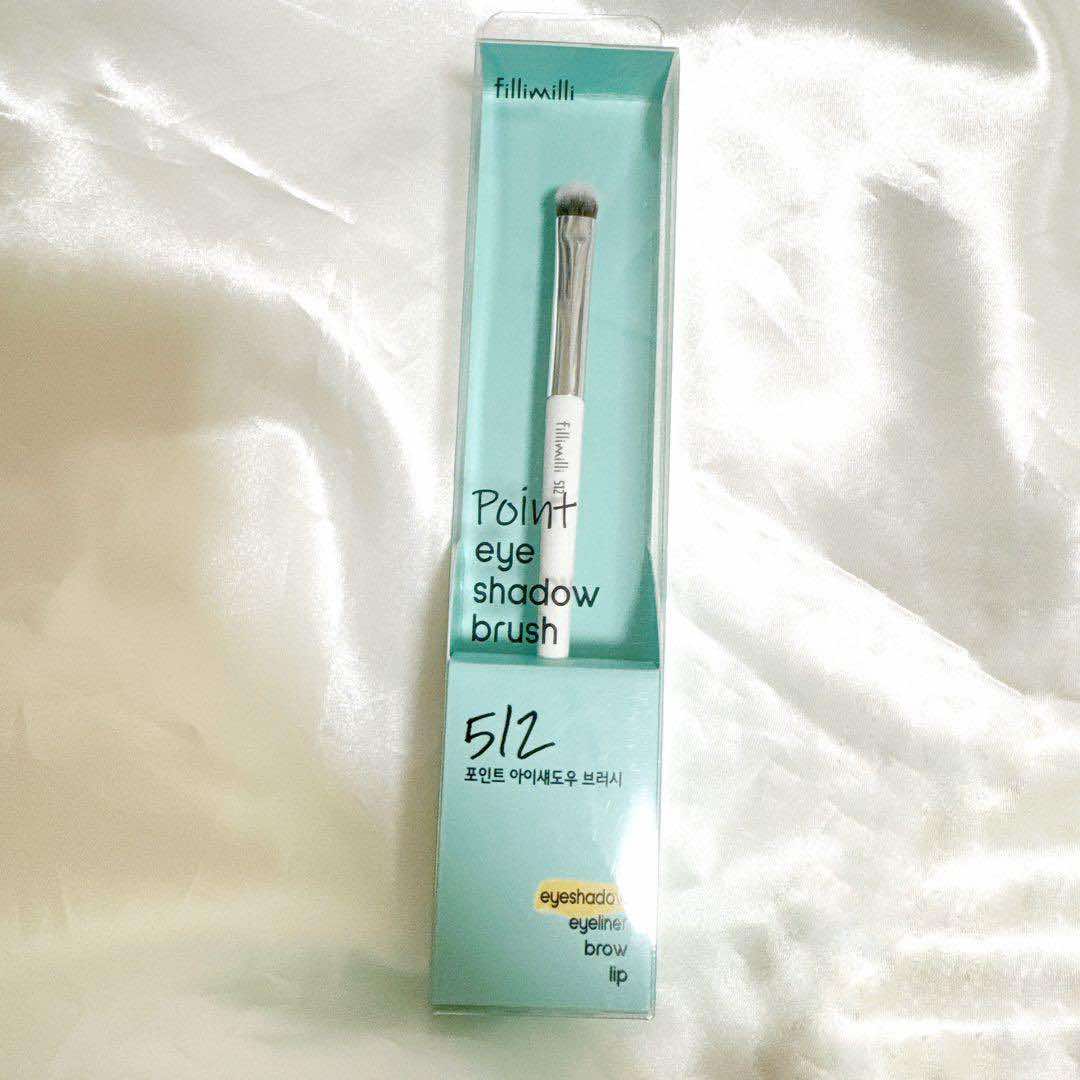 fillimilli
fillimilli 512
Point
eye
shadow
brush
512
포인트 아이섀도우 브러시
eyeshadow
eyeliner
brow
lip